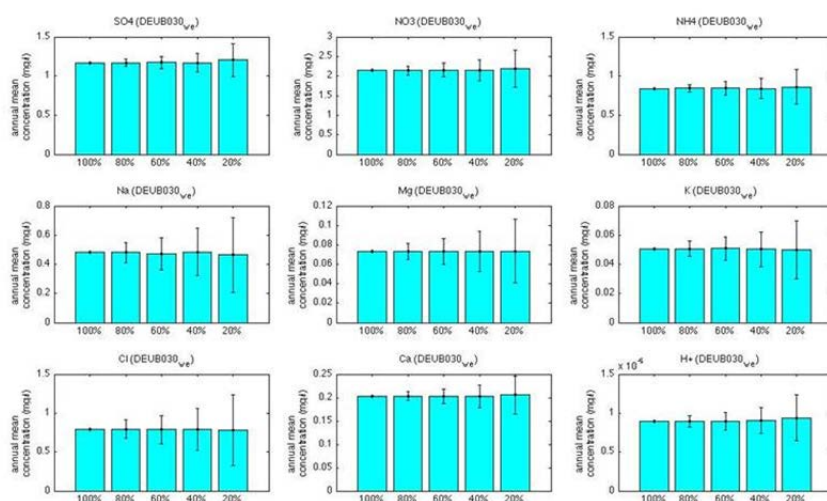 SO4 (DEUB030we)
annual mean
concentration (mg/l)
1.5
1
0.5
0
100% 80% 60% 40% 20%
NO3 (DEUB030we)
annual mean
concentration (mg/l)
3
2.5
2
1.5
1
0.5
0
100% 80% 60% 40% 20%
NH4 (DEUB030we)
annual mean
concentration (mg/l)
1.5
1
0.5
0
100% 80% 60% 40% 20%
Na (DEUB030we)
annual mean
concentration (mg/l)
0.8
0.6
0.4
0.2
0
100% 80% 60% 40% 20%
Mg (DEUB030we)
annual mean
concentration (mg/l)
0.12
0.1
0.08
0.06
0.04
0.02
0
100% 80% 60% 40% 20%
K (DEUB030we)
annual mean
concentration (mg/l)
0.08
0.06
0.04
0.02
0
100% 80% 60% 40% 20%
Cl (DEUB030we)
annual mean
concentration (mg/l)
1.5
1
0.5
0
100% 80% 60% 40% 20%
Ca (DEUB030we)
annual mean
concentration (mg/l)
0.25
0.2
0.15
0.1
0.05
0
100% 80% 60% 40% 20%
H+ (DEUB030we)
annual mean
concentration (mg/l)
1.5
1
0.5
0
100% 80% 60% 40% 20%